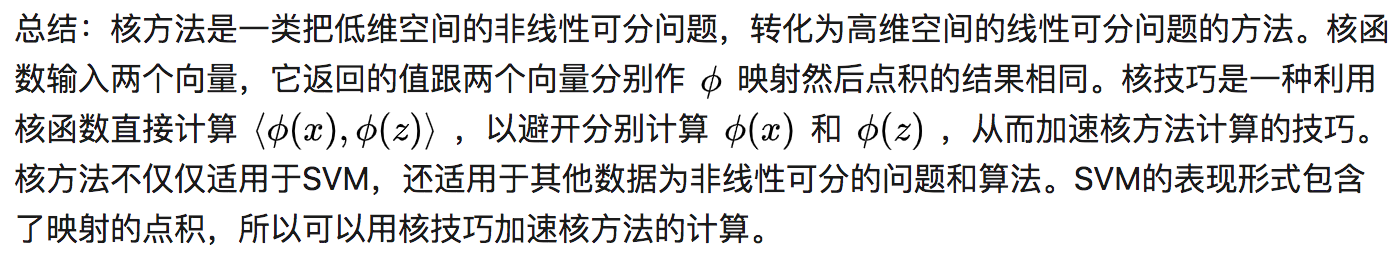 总结：核方法是一类把低维空间的非线性可分问题，转化为高维空间的线性可分问题的方法。核函
数输入两个向量，它返回的值跟两个向量分别作 ϕ 映射然后点积的结果相同。核技巧是一种利用
核函数直接计算 ⟨ϕ(x), ϕ(z)⟩ ，以避开分别计算 ϕ(x) 和 ϕ(z) ，从而加速核方法计算的技巧。
核方法不仅仅适用于SVM，还适用于其他数据为非线性可分的问题和算法。SVM的表现形式包含
了映射的点积，所以可以用核技巧加速核方法的计算。